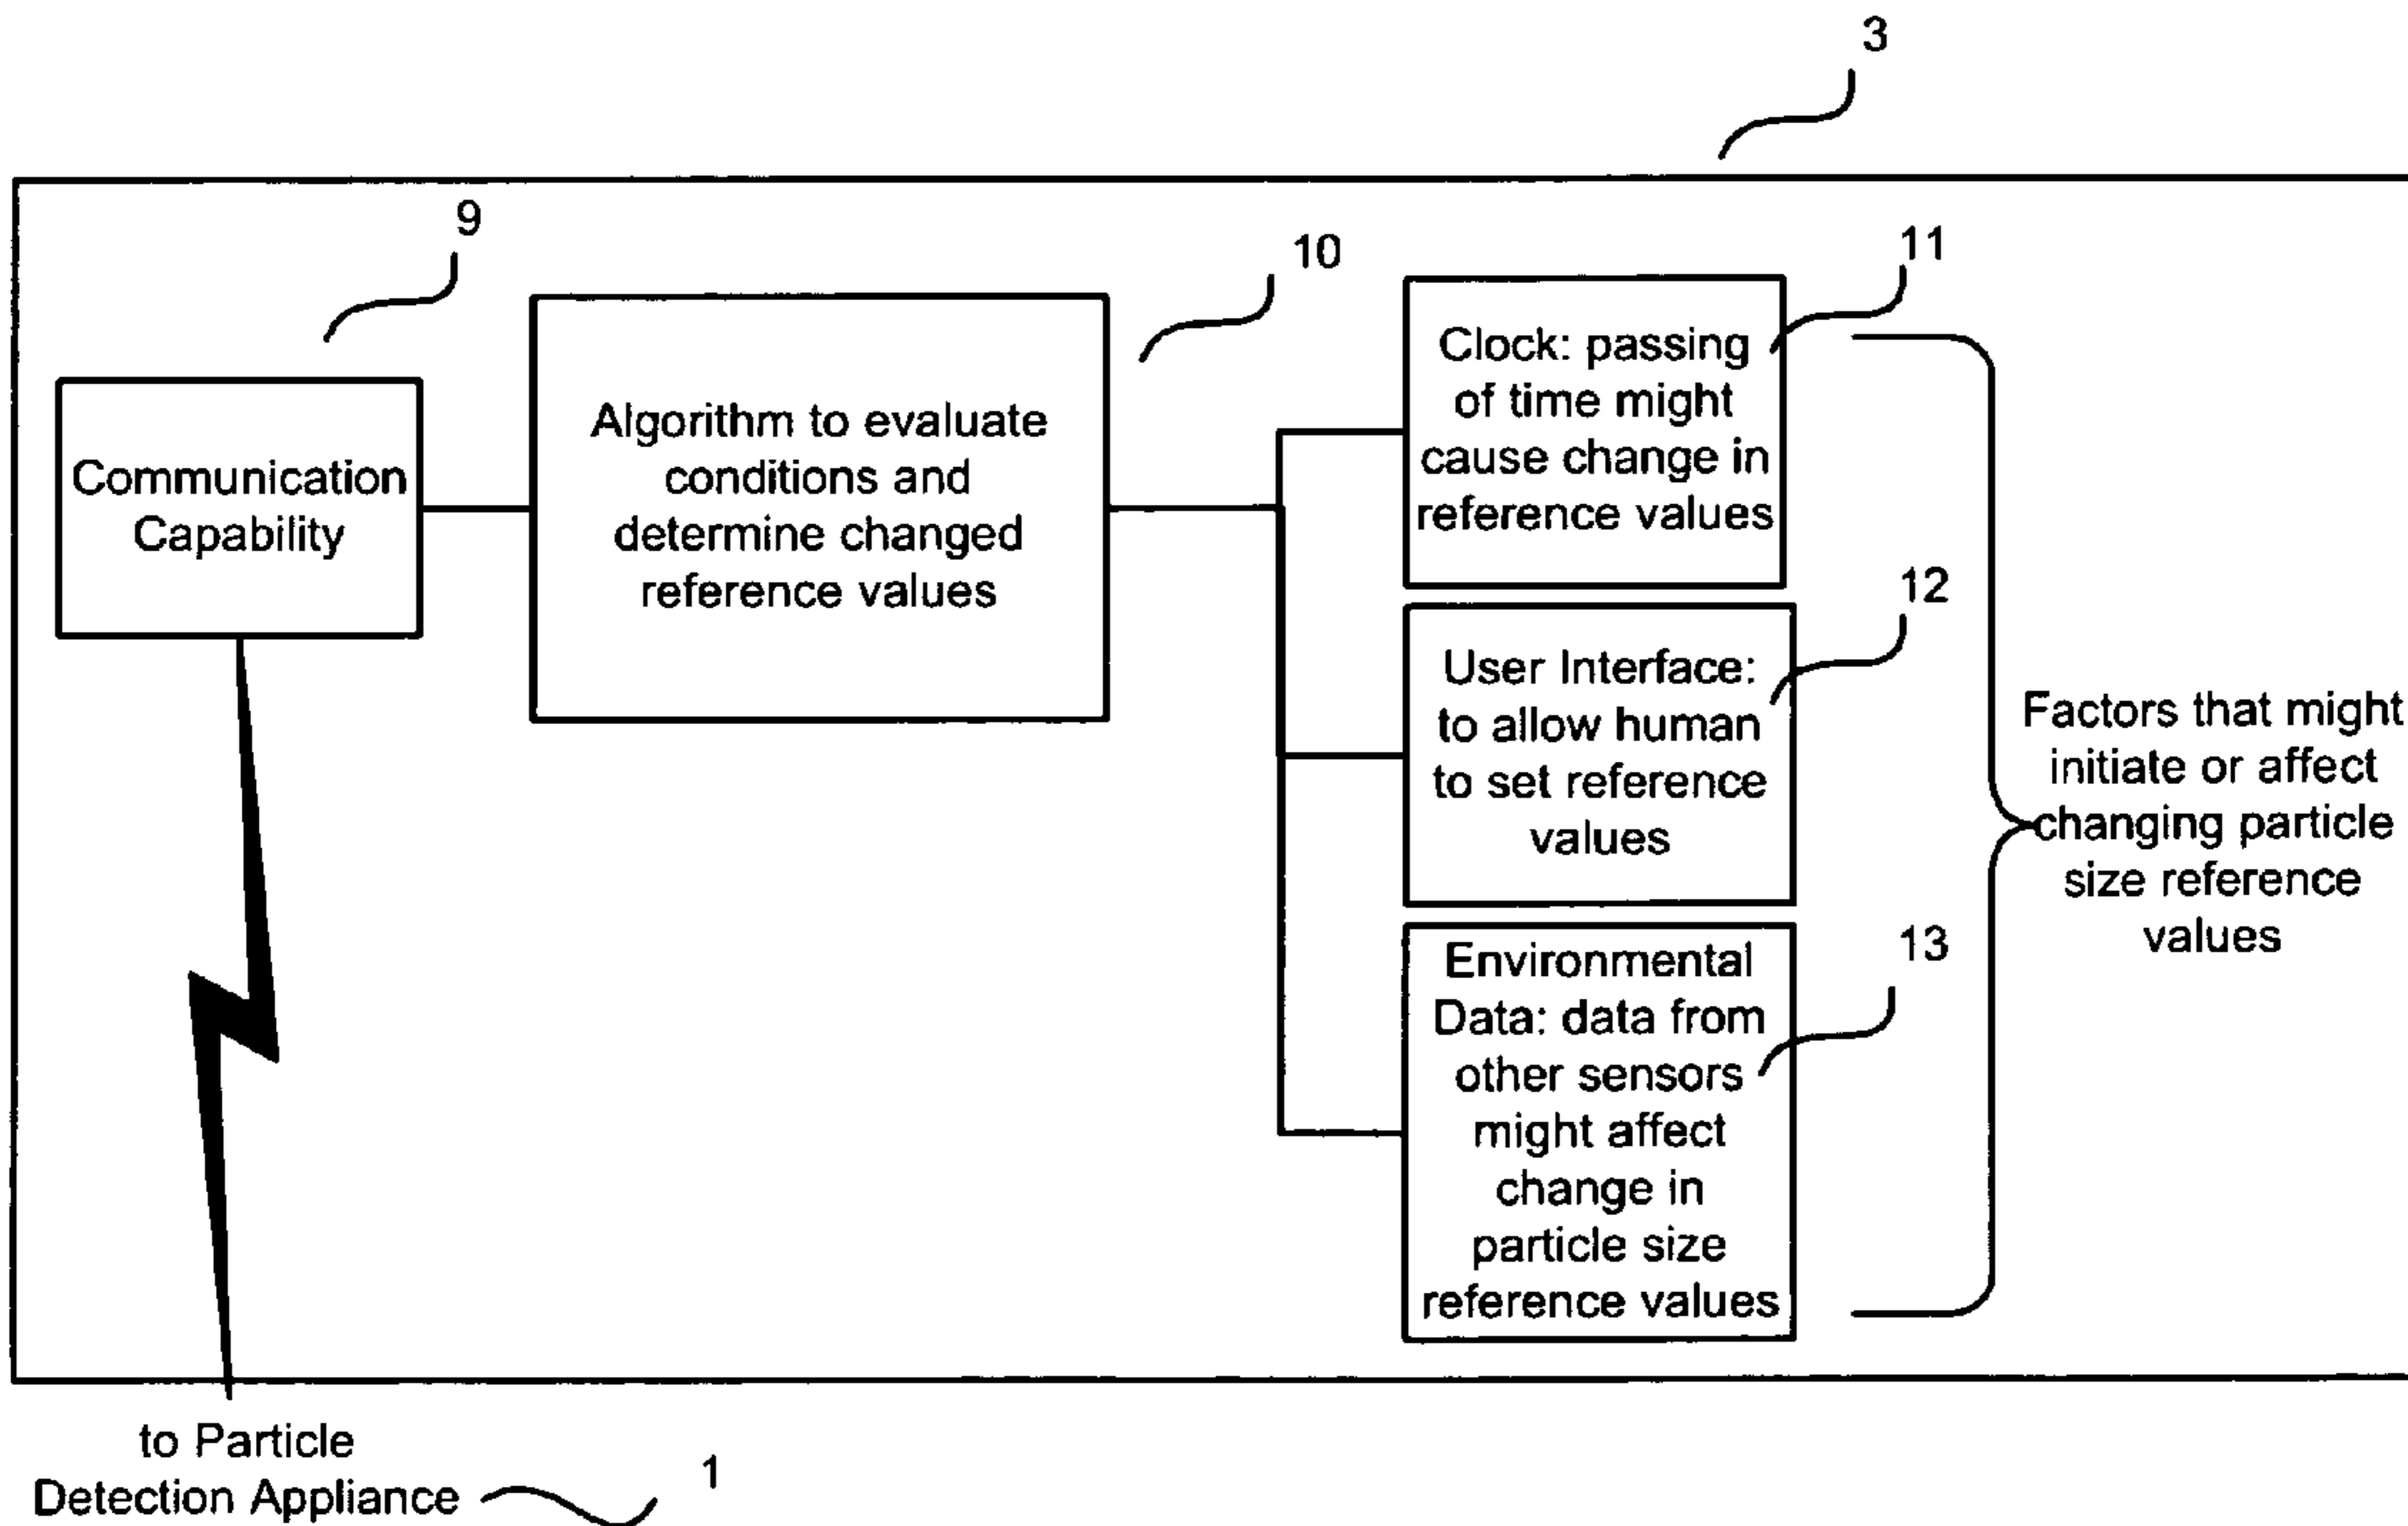 3
9
10
11
Communication
Capability
Algorithm to evaluate
conditions and
determine changed
reference values
Clock: passing
of time might
cause change in
reference values
12
User Interface:
to allow human
to set reference
values
13
Environmental
Data: data from
other sensors
might affect
change in
particle size
reference values
Factors that might
initiate or affect
changing particle
size reference
values
to Particle
Detection Appliance
1